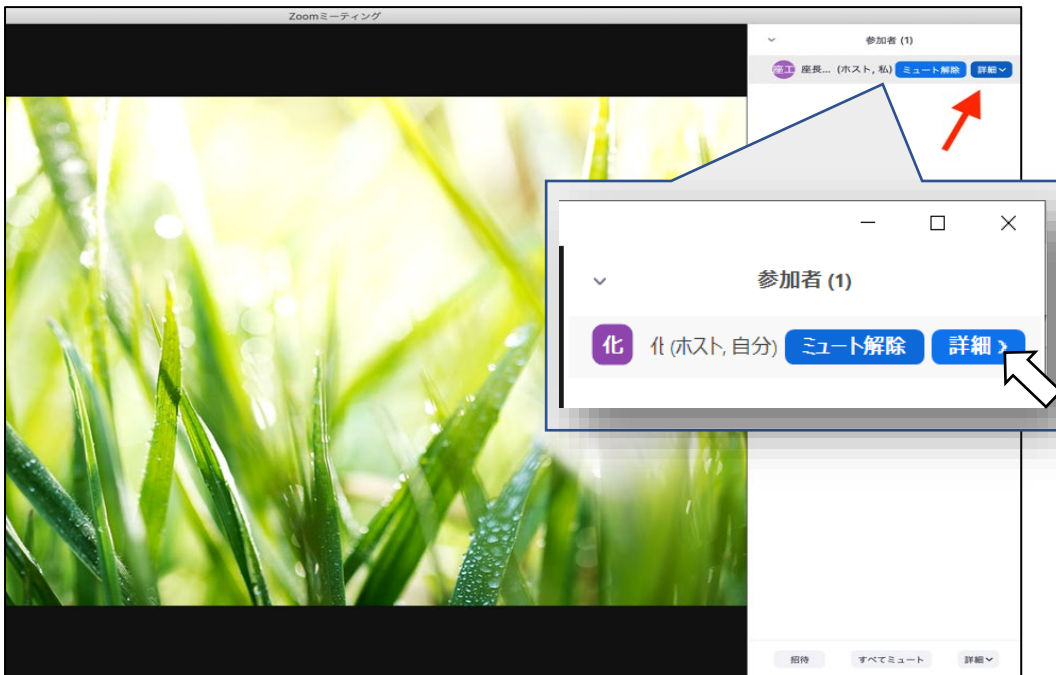 Zoomミーティング
参加者 (1)
座工 座長... (ホスト, 私) ミュート解除 詳細
参加者 (1)
化 (ホスト, 自分) ミュート解除 詳細
招待 すべてミュート 詳細